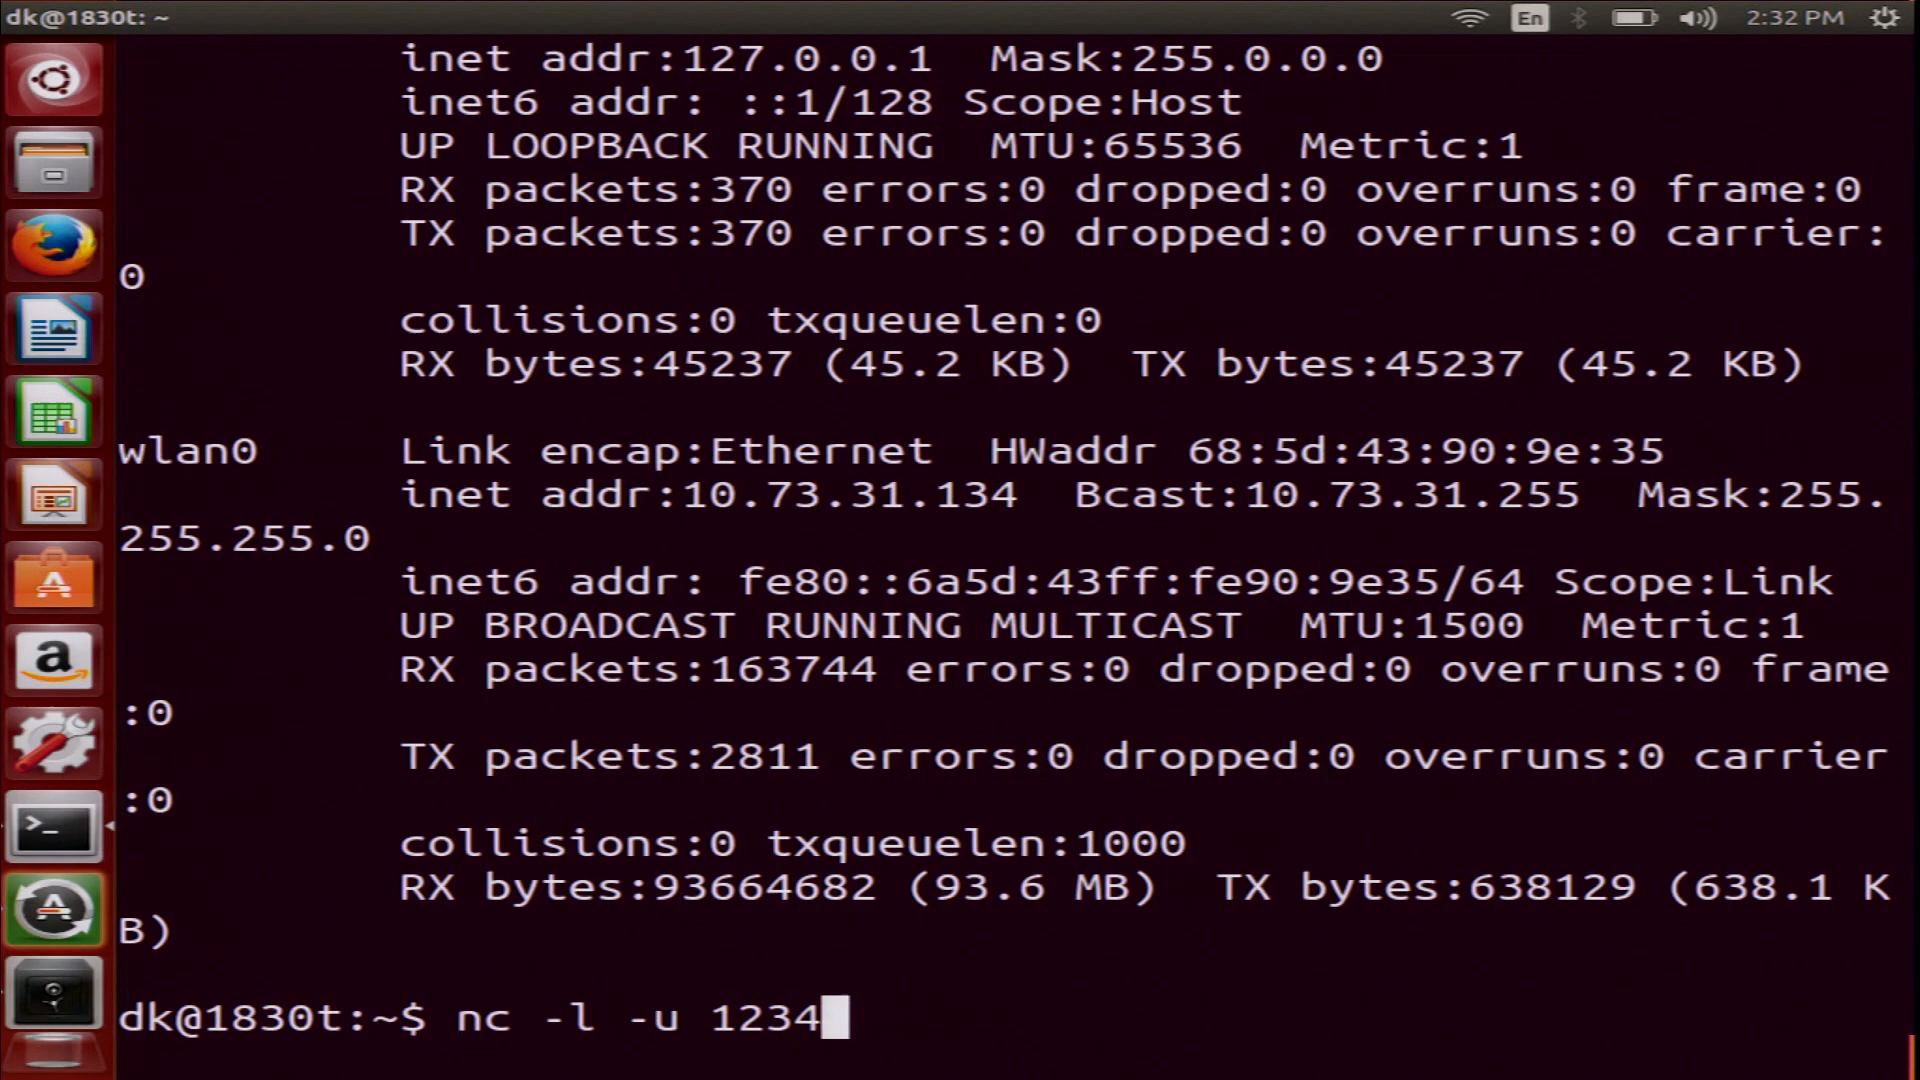 dk@1830t: ~
En
2:32 PM
inet addr:127.0.0.1  Mask:255.0.0.0
inet6 addr: ::1/128 Scope:Host
UP LOOPBACK RUNNING  MTU:65536  Metric:1
RX packets:370 errors:0 dropped:0 overruns:0 frame:0
TX packets:370 errors:0 dropped:0 overruns:0 carrier:
0
collisions:0 txqueuelen:0
RX bytes:45237 (45.2 KB)  TX bytes:45237 (45.2 KB)
wlan0     Link encap:Ethernet  HWaddr 68:5d:43:90:9e:35
inet addr:10.73.31.134  Bcast:10.73.31.255  Mask:255.
255.255.0
inet6 addr: fe80::6a5d:43ff:fe90:9e35/64 Scope:Link
UP BROADCAST RUNNING MULTICAST  MTU:1500  Metric:1
RX packets:163744 errors:0 dropped:0 overruns:0 frame
:0
TX packets:2811 errors:0 dropped:0 overruns:0 carrier
:0
collisions:0 txqueuelen:1000
RX bytes:93664682 (93.6 MB)  TX bytes:638129 (638.1 K
B)
dk@1830t:~$ nc -l -u 1234